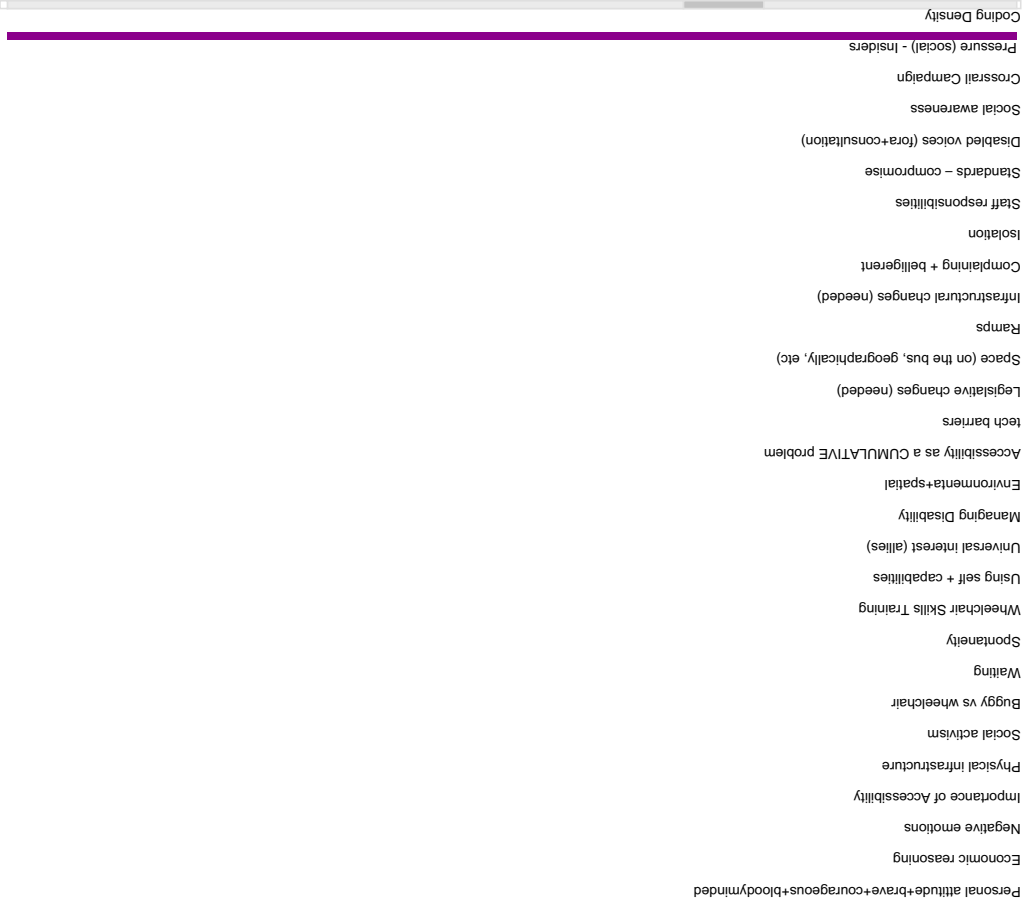 Personal attitude+brave+courageous+bloodyminded
Economic reasoning
Negative emotions
Importance of Accessibility
Physical infrastructure
Social activism
Buggy vs wheelchair
Waiting
Spontaneity
Wheelchair Skills Training
Using self + capabilities
Universal interest (allies)
Managing Disability
Environmenta+spatial
Accessibility as a CUMULATIVE problem
tech barriers
Legislative changes (needed)
Space (on the bus, geographically, etc)
Ramps
Infrastructural changes (needed)
Complaining + belligerent
Isolation
Staff responsibilities
Standards – compromise
Disabled voices (fora+consultation)
Social awareness
Crossrail Campaign
Pressure (social) - Insiders
Coding Density